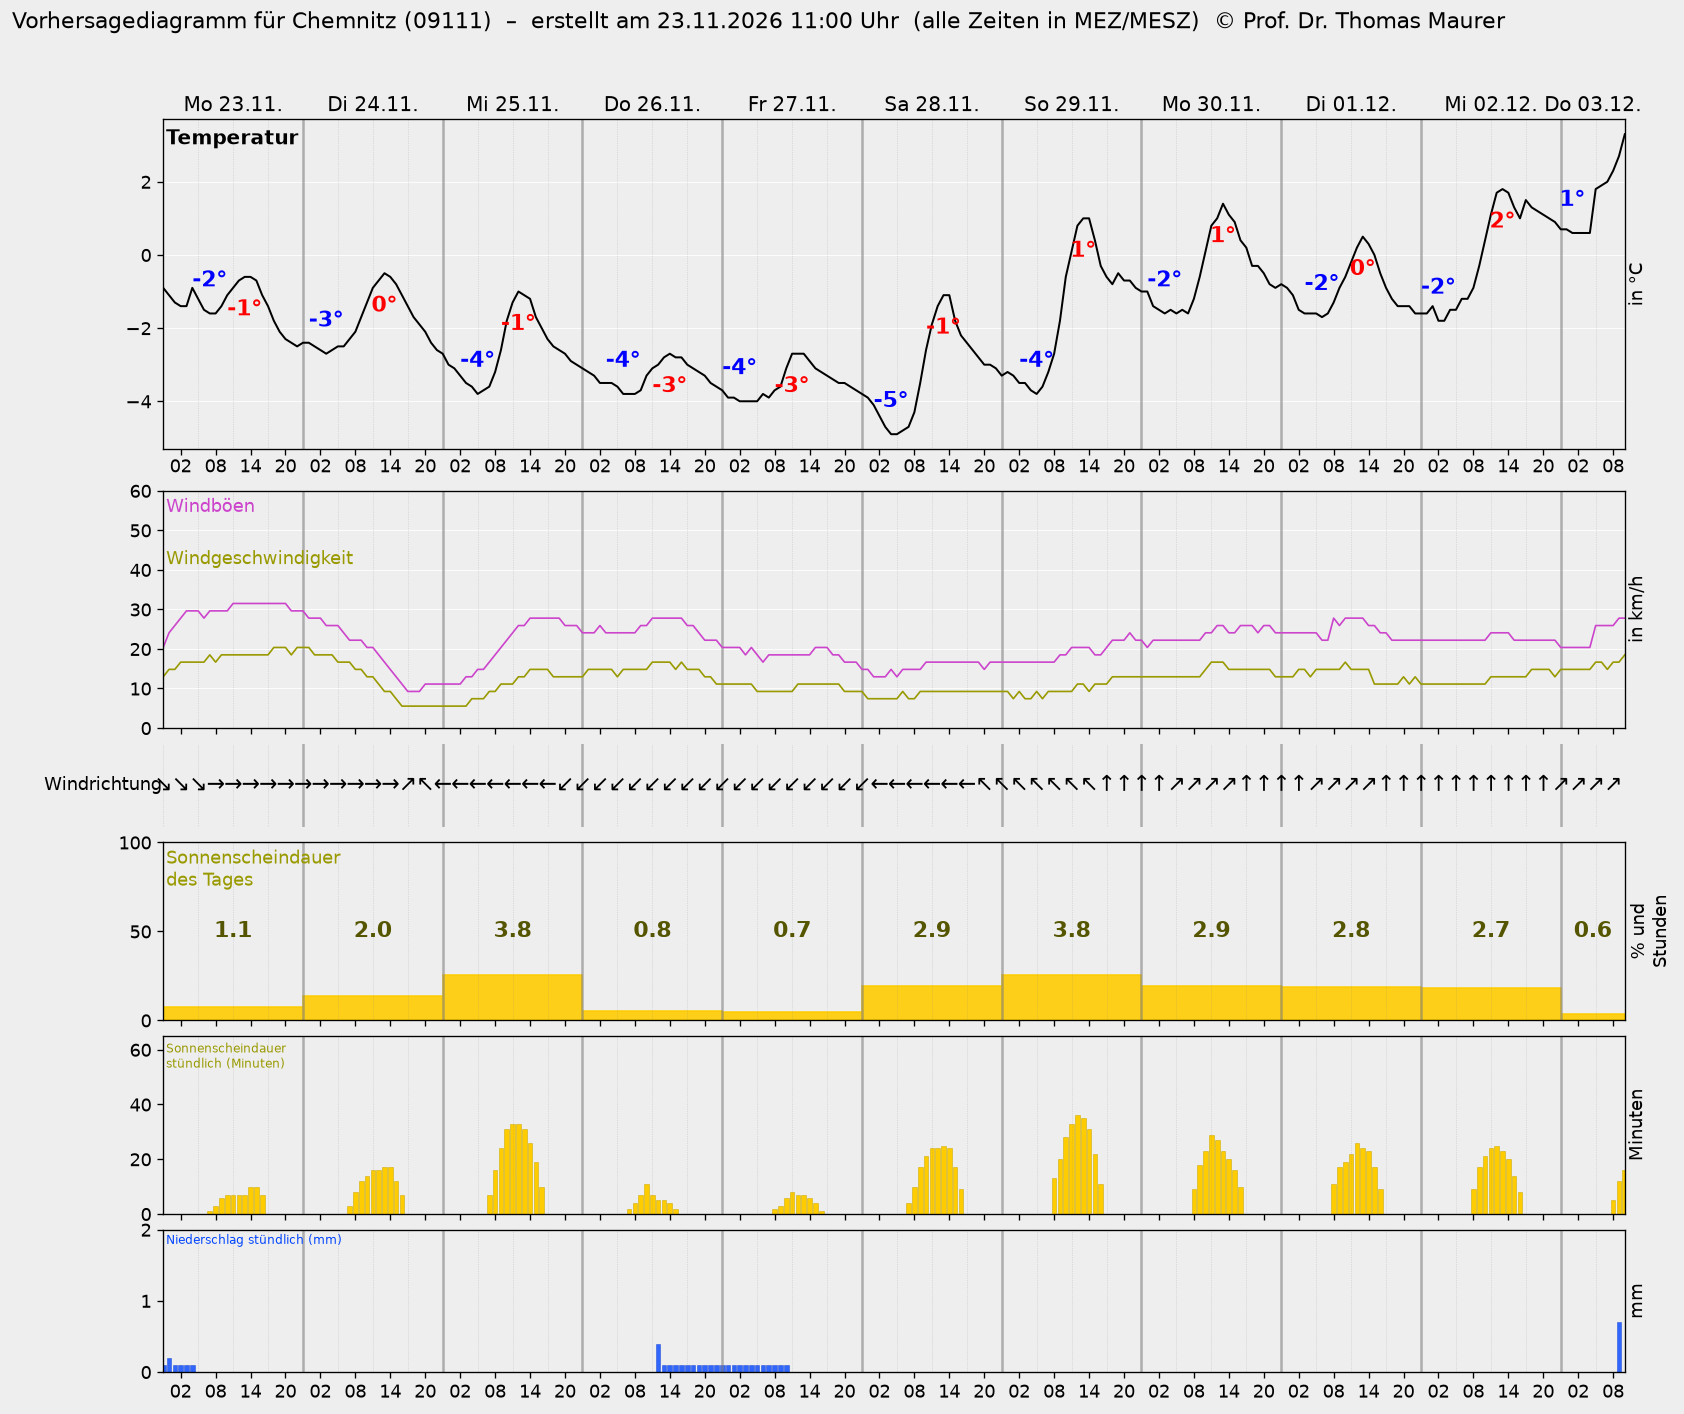 Vorhersagediagramm für Chemnitz (09111) – erstellt am 23.11.2026 11:00 Uhr (alle Zeiten in MEZ/MESZ) © Prof. Dr. Thomas Maurer
Mo 23.11. Di 24.11. Mi 25.11. Do 26.11. Fr 27.11. Sa 28.11. So 29.11. Mo 30.11. Di 01.12. Mi 02.12. Do 03.12.
Temperatur
2
0
−2
−4
in °C
-2° -1° -3° 0° -4° -1° -4° -3° -4° -3° -5° -1° -4° 1° -2° 1° -2° 0° -2° 2° 1°
02 08 14 20 02 08 14 20 02 08 14 20 02 08 14 20 02 08 14 20 02 08 14 20 02 08 14 20 02 08 14 20 02 08 14 20 02 08 14 20 02 08
Windböen
Windgeschwindigkeit
60
50
40
30
20
10
0
in km/h
Windrichtung
Sonnenscheindauer
des Tages
100
50
0
1.1 2.0 3.8 0.8 0.7 2.9 3.8 2.9 2.8 2.7 0.6
% und
Stunden
Sonnenscheindauer
stündlich (Minuten)
60
40
20
0
Minuten
Niederschlag stündlich (mm)
2
1
0
mm
02 08 14 20 02 08 14 20 02 08 14 20 02 08 14 20 02 08 14 20 02 08 14 20 02 08 14 20 02 08 14 20 02 08 14 20 02 08 14 20 02 08